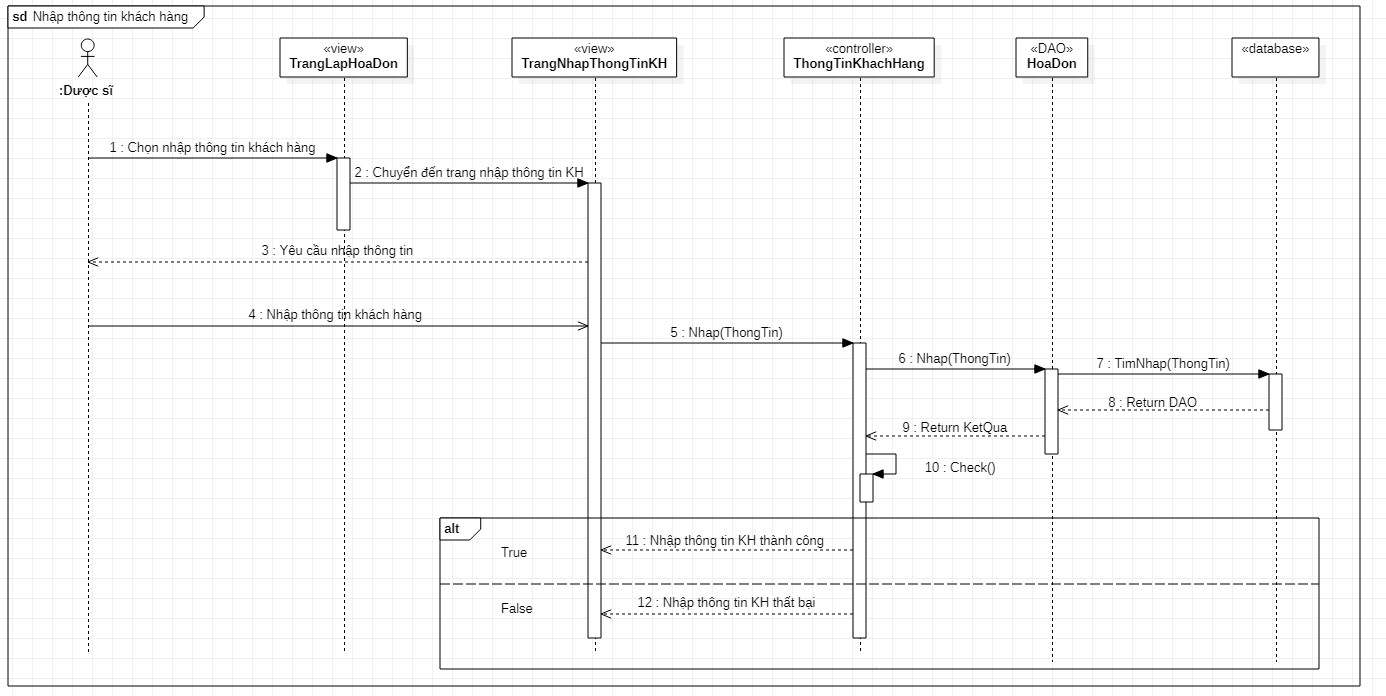 sd Nhập thông tin khách hàng
:Dược sĩ
«view»
TrangLapHoaDon
«view»
TrangNhapThongTinKH
«controller»
ThongTinKhachHang
«DAO»
HoaDon
«database»
1 : Chọn nhập thông tin khách hàng
2 : Chuyển đến trang nhập thông tin KH
3 : Yêu cầu nhập thông tin
4 : Nhập thông tin khách hàng
5 : Nhap(ThongTin)
6 : Nhap(ThongTin)
7 : TimNhap(ThongTin)
8 : Return DAO
9 : Return KetQua
10 : Check()
alt
11 : Nhập thông tin KH thành công
True
12 : Nhập thông tin KH thất bại
False